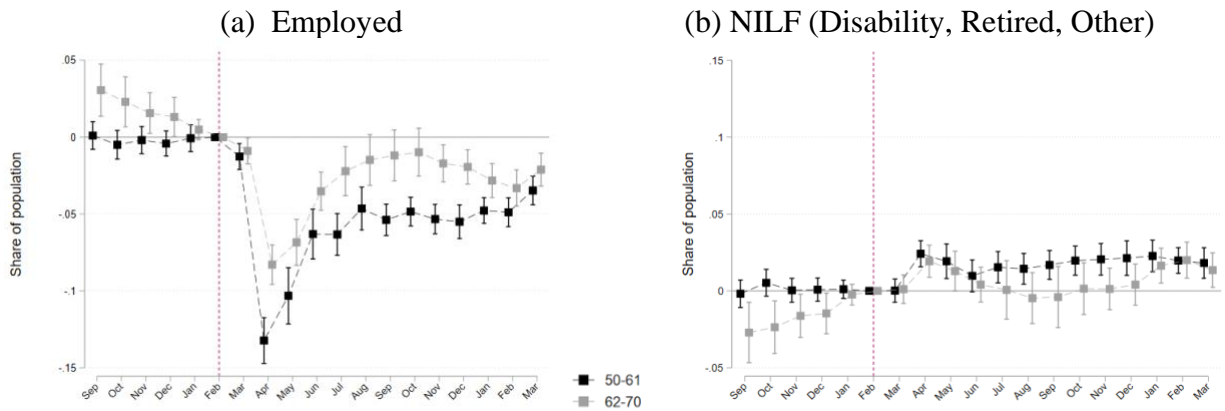 (a) Employed
(b) NILF (Disability, Retired, Other)
Share of population
.05
0
-.05
-.1
-.15
Sep Oct Nov Dec Jan Feb Mar Apr May Jun Jul Aug Sep Oct Nov Dec Jan Feb Mar
50-61
62-70
Share of population
.15
.1
.05
0
-.05
Sep Oct Nov Dec Jan Feb Mar Apr May Jun Jul Aug Sep Oct Nov Dec Jan Feb Mar